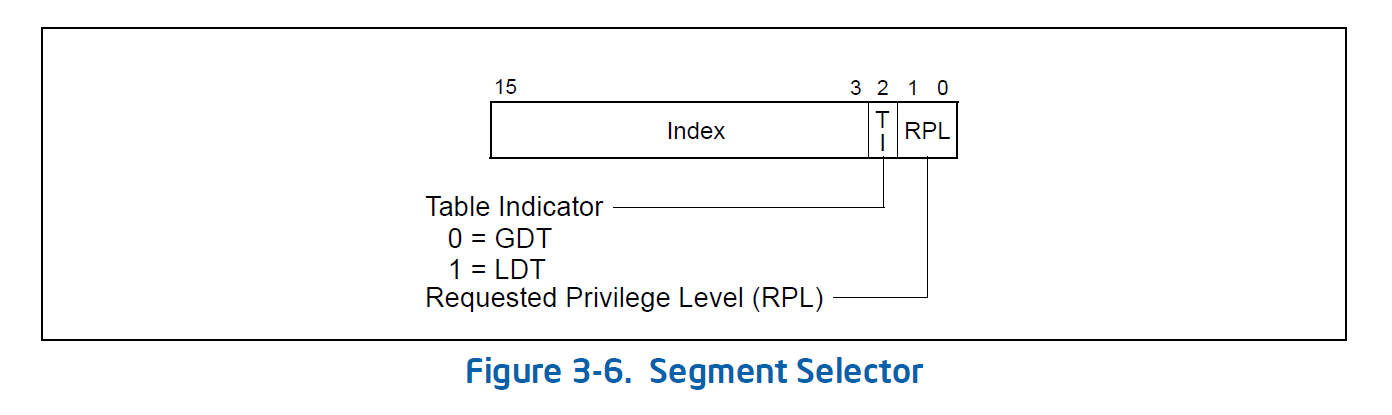 15 3 2 1 0
Index T I RPL
Table Indicator
0 = GDT
1 = LDT
Requested Privilege Level (RPL)
Figure 3-6. Segment Selector